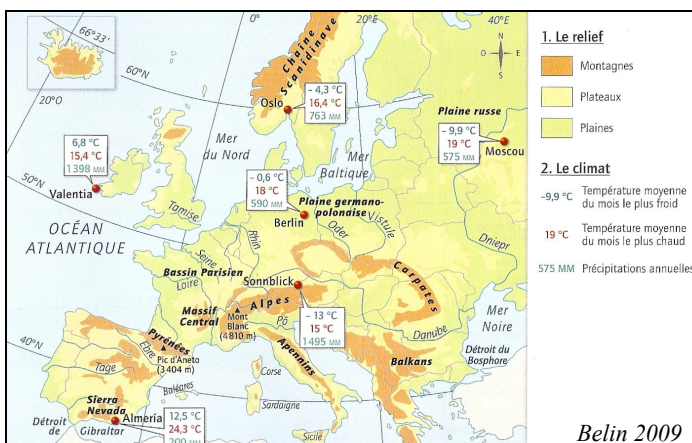 66°33'
0°
20°E
40°E
60°N
20°O
50°N
40°N
Chaîne
Scandinave
Oslo
- 4,3 °C
16,4 °C
763 MM
N
O
E
S
Plaine russe
- 9,9 °C
19 °C
575 MM
Moscou
Mer
du Nord
Mer
Baltique
6,8 °C
15,4 °C
1398 MM
Valentia
- 0,6 °C
18 °C
590 MM
Berlin
Plaine germano-
polonaise
Tamise
Rhin
Oder
Vistule
Dniepr
OCÉAN
ATLANTIQUE
Seine
Bassin Parisien
Loire
Sonnblick
Carpates
Alpes
Massif
Central
Mont
Blanc
(4 810 m)
- 13 °C
15 °C
1495 MM
Pô
Danube
Mer
Noire
Pyrénées
Ebre
Pic d'Aneto
(3 404 m)
Apennins
Balkans
Détroit du
Bosphore
Tage
Corse
Baléares
Sardaigne
Sierra
Nevada
Almería
12,5 °C
24,3 °C
200 MM
Détroit de
Gibraltar
Sicile
1. Le relief
Montagnes
Plateaux
Plaines
2. Le climat
-9,9 °C Température moyenne
du mois le plus froid
19 °C Température moyenne
du mois le plus chaud
575 MM Précipitations annuelles
Belin 2009